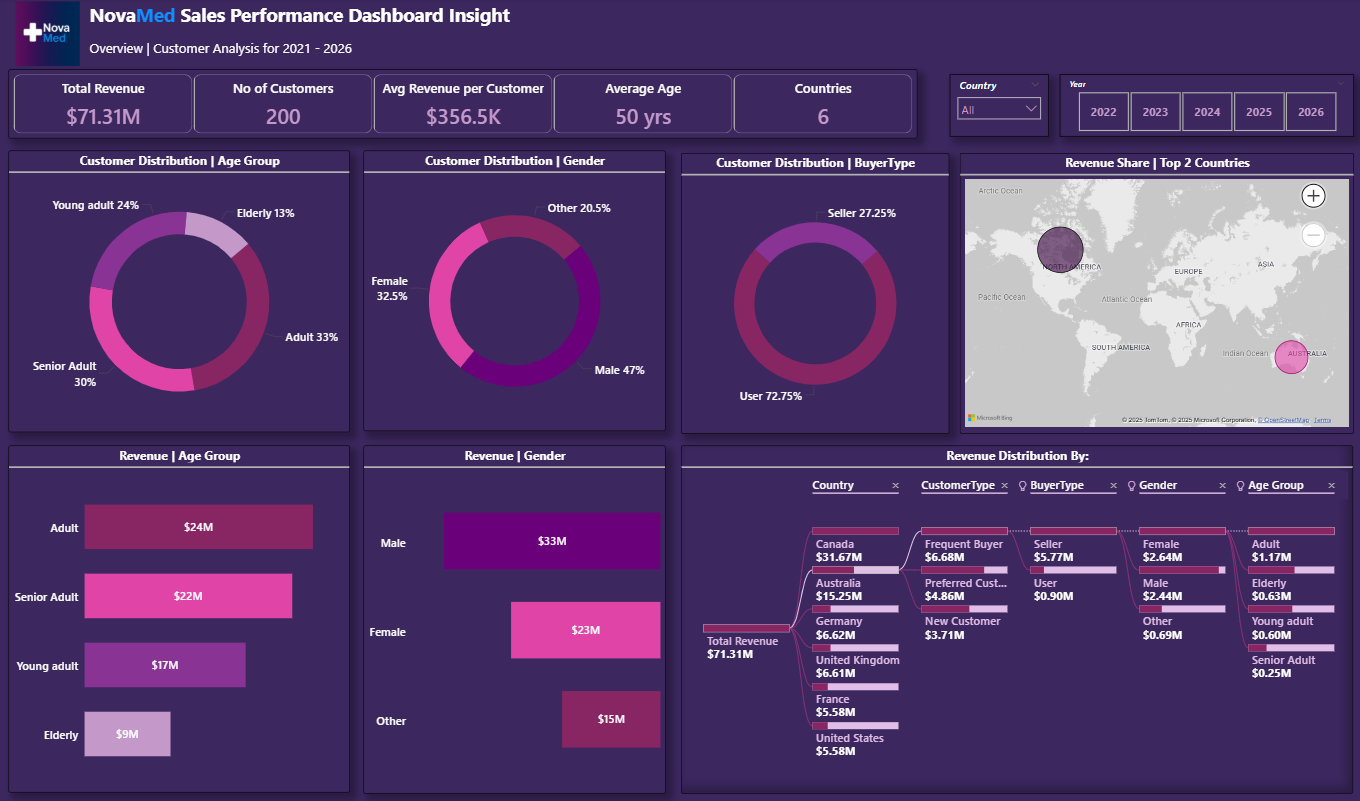 Nova
Med
NovaMed Sales Performance Dashboard Insight
Overview | Customer Analysis for 2021 - 2026
Total Revenue
$71.31M
No of Customers
200
Avg Revenue per Customer
$356.5K
Average Age
50 yrs
Countries
6
Country
All
Year
2022
2023
2024
2025
2026
Customer Distribution | Age Group
Young adult 24%
Elderly 13%
Adult 33%
Senior Adult
30%
Customer Distribution | Gender
Other 20.5%
Female
32.5%
Male 47%
Customer Distribution | BuyerType
Seller 27.25%
User 72.75%
Revenue Share | Top 2 Countries
Arctic Ocean
NORTH AMERICA
EUROPE
ASIA
Pacific Ocean
Atlantic Ocean
AFRICA
SOUTH AMERICA
Indian Ocean
AUSTRALIA
Microsoft Bing
© 2025 TomTom, © 2025 Microsoft Corporation, © OpenStreetMap Terms
Revenue | Age Group
Adult
$24M
Senior Adult
$22M
Young adult
$17M
Elderly
$9M
Revenue | Gender
Male
$33M
Female
$23M
Other
$15M
Revenue Distribution By:
Country
CustomerType
BuyerType
Gender
Age Group
Total Revenue
$71.31M
Canada
$31.67M
Australia
$15.25M
Germany
$6.62M
United Kingdom
$6.61M
France
$5.58M
United States
$5.58M
Frequent Buyer
$6.68M
Preferred Cust...
$4.86M
New Customer
$3.71M
Seller
$5.77M
User
$0.90M
Female
$2.64M
Male
$2.44M
Other
$0.69M
Adult
$1.17M
Elderly
$0.63M
Young adult
$0.60M
Senior Adult
$0.25M